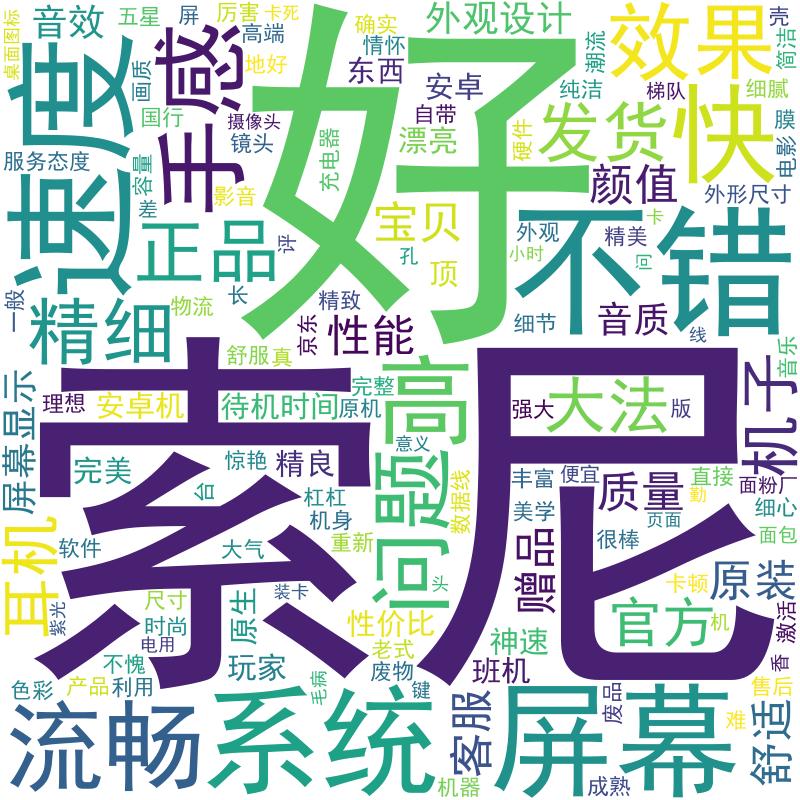 桌面图标
音效
五星
屏
厉害
卡死
高端
确实
情怀
外观设计
潮流
效果
壳
简洁
速度
画质
手感
地好
好
东西
安卓
纯洁
梯队
细腻
国行
摄像头
自带
硬件
发货
快
膜
电影
服务态度
容量
镜头
充电器
漂亮
差
影音
宝贝
颜值
外形尺寸
正品
评
孔
顶
外观
小时
不错
精美
卡
问
一般
精细
物流
长
精致
京东
性能
细节
音质
线
舒服
真
音乐
屏幕显示
理想
安卓机
待机时间
完整
原机
高
强大
大法
版
机子
索尼
完美
惊艳
精良
意义
问题
数据线
丰富
便宜
质量
直接
面粉厂
台
杠杠
机身
美学
勤
细心
耳机
软件
大气
重新
赠品
很棒
页面
面包
头
卡顿
原装
紫光
尺寸
时尚
原生
装卡
性价比
官方
机
激活
电用
老式
神速
不愧
玩家
废物
班机
香
色彩
产品
利用
毛病
键
客服
废品
难
售后
流畅
系统
屏幕
舒适
机器
成熟